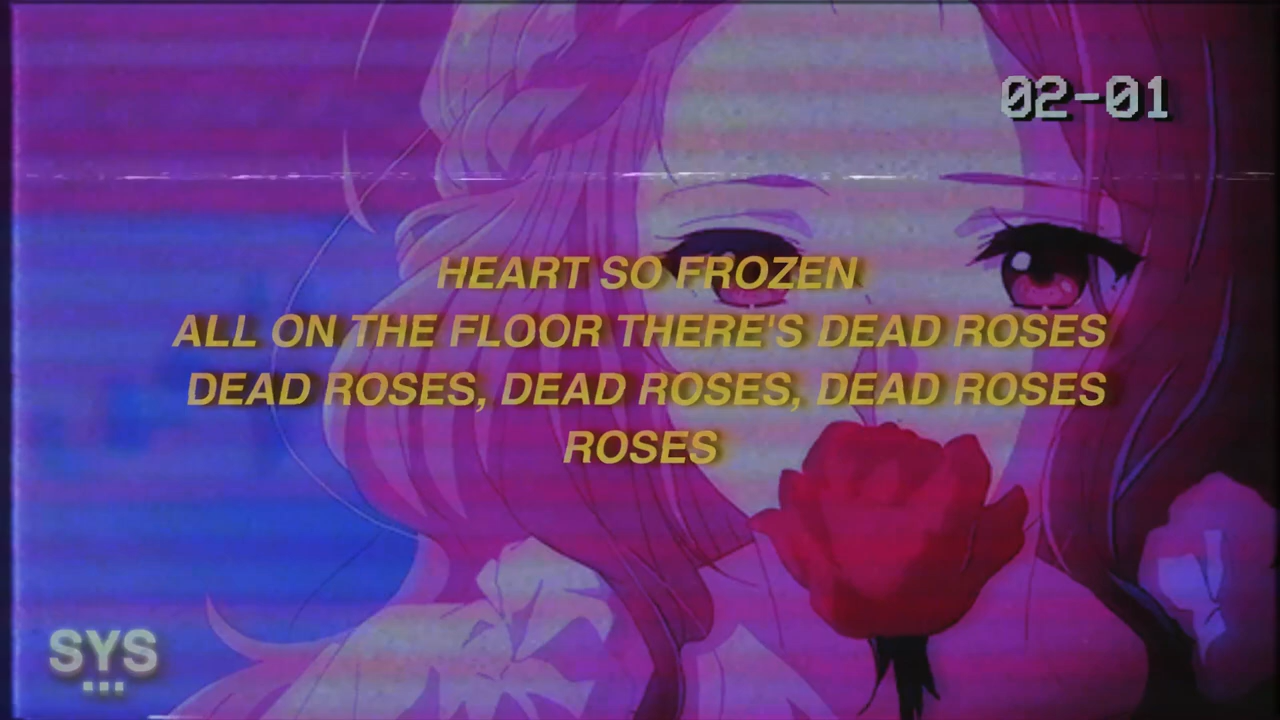 02-01
HEART SO FROZEN
ALL ON THE FLOOR THERE'S DEAD ROSES
DEAD ROSES, DEAD ROSES, DEAD ROSES
ROSES
SYS